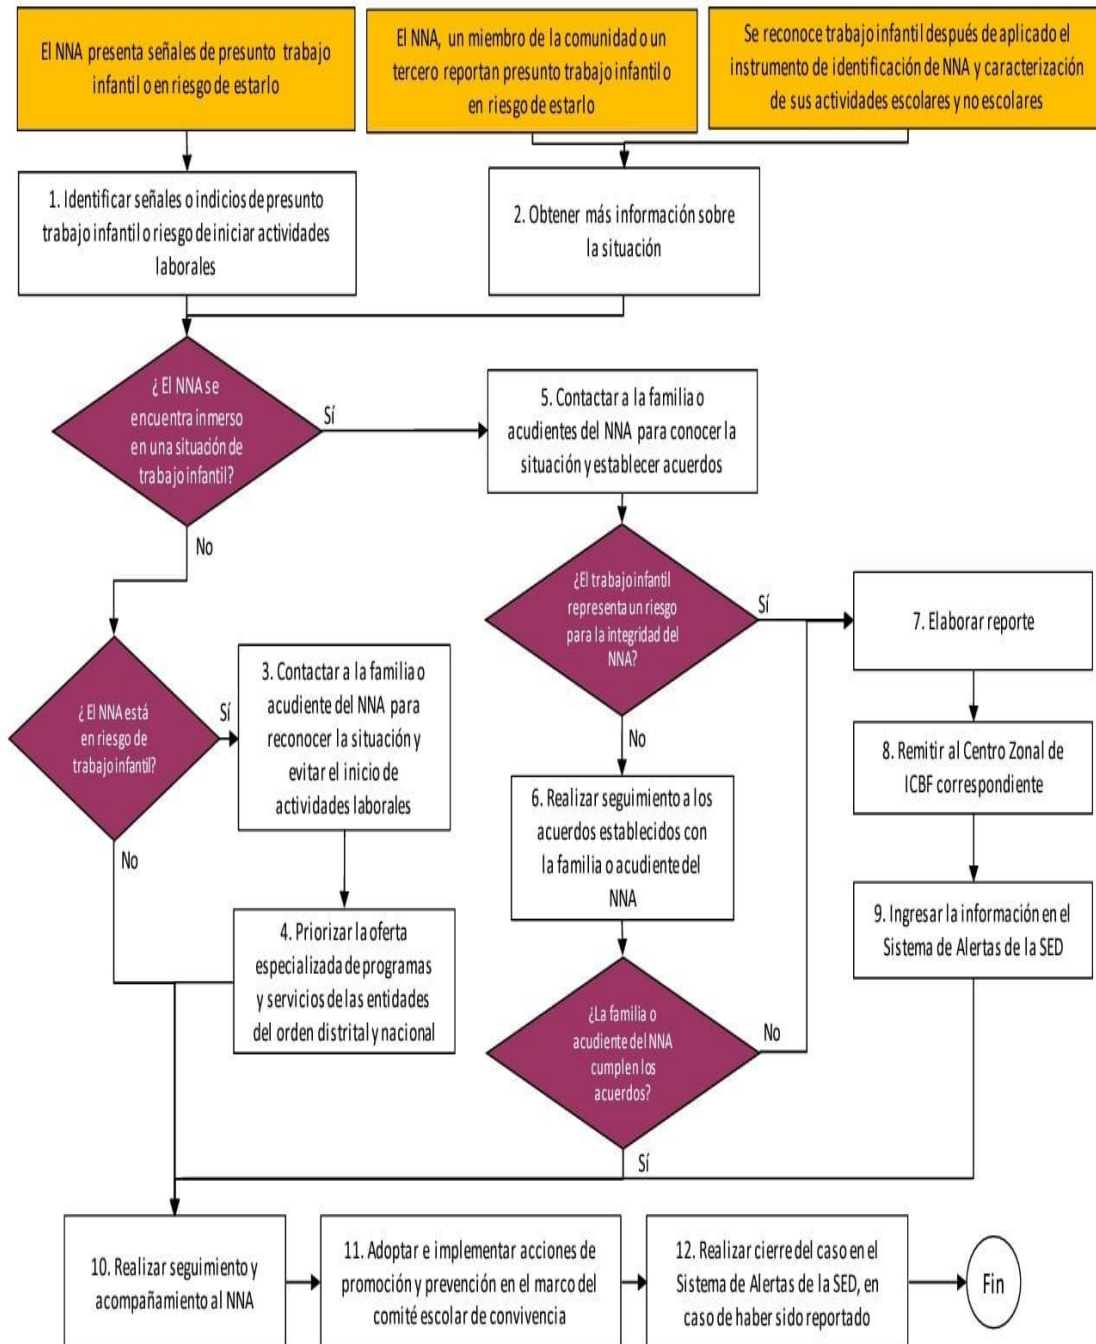 El NNA presenta señales de presunto trabajo
infantil o en riesgo de estarlo
El NNA, un miembro de la comunidad o un
tercero reportan presunto trabajo infantil o
en riesgo de estarlo
Se reconoce trabajo infantil después de aplicado el
instrumento de identificación de NNA y caracterización
de sus actividades escolares y no escolares
1. Identificar señales o indicios de presunto
trabajo infantil o riesgo de iniciar actividades
laborales
2. Obtener más información sobre
la situación
¿ El NNA se
encuentra inmerso
en una situación de
trabajo infantil?
Sí
No
5. Contactar a la familia o
acudientes del NNA para conocer la
situación y establecer acuerdos
¿El trabajo infantil
representa un riesgo
para la integridad del
NNA?
Sí
No
7. Elaborar reporte
¿ El NNA está
en riesgo de
trabajo infantil?
Sí
No
3. Contactar a la familia o
acudiente del NNA para
reconocer la situación y
evitar el inicio de
actividades laborales
8. Remitir al Centro Zonal de
ICBF correspondiente
6. Realizar seguimiento a los
acuerdos establecidos con
la familia o acudiente del
NNA
9. Ingresar la información en el
Sistema de Alertas de la SED
4. Priorizar la oferta
especializada de programas
y servicios de las entidades
del orden distrital y nacional
¿La familia o
acudiente del NNA
cumplen los
acuerdos?
No
Sí
10. Realizar seguimiento y
acompañamiento al NNA
11. Adoptar e implementar acciones de
promoción y prevención en el marco del
comité escolar de convivencia
12. Realizar cierre del caso en el
Sistema de Alertas de la SED, en
caso de haber sido reportado
Fin